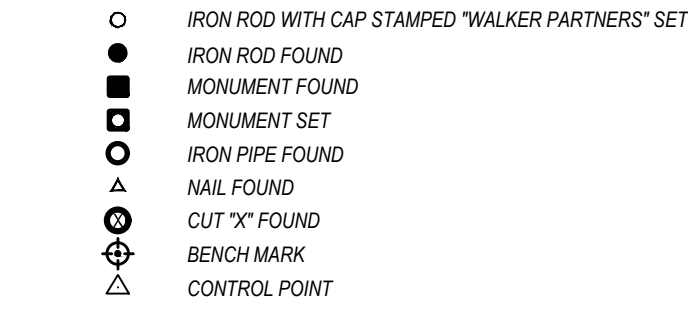 IRON ROD WITH CAP STAMPED "WALKER PARTNERS" SET
IRON ROD FOUND
MONUMENT FOUND
MONUMENT SET
IRON PIPE FOUND
NAIL FOUND
X CUT "X" FOUND
BENCH MARK
CONTROL POINT